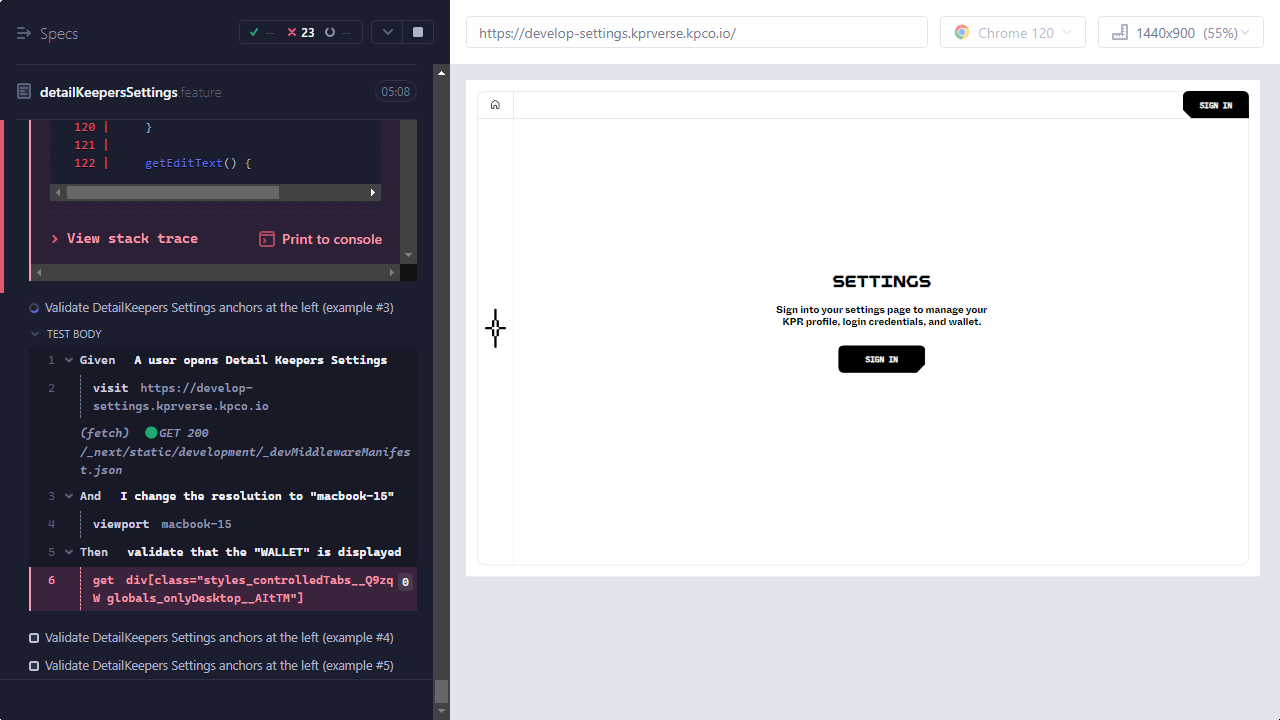 Specs
-- 23 --
https://develop-settings.kprverse.kpco.io/
Chrome 120
1440x900 (55%)
detailKeepersSettings feature
05:08
120 | }
121 |
122 | getEditText() {
View stack trace
Print to console
Validate DetailKeepers Settings anchors at the left (example #3)
TEST BODY
1 Given A user opens Detail Keepers Settings
2 visit https://develop-
settings.kprverse.kpco.io
(fetch) GET 200
/_next/static/development/_devMiddlewareManifes
t.json
3 And I change the resolution to "macbook-15"
4 viewport macbook-15
5 Then validate that the "WALLET" is displayed
6 get div[class="styles_controlledTabs__Q9zq 0
W globals_onlyDesktop__AItTM"]
Validate DetailKeepers Settings anchors at the left (example #4)
Validate DetailKeepers Settings anchors at the left (example #5)
SIGN IN
SETTINGS
Sign into your settings page to manage your
KPR profile, login credentials, and wallet.
SIGN IN